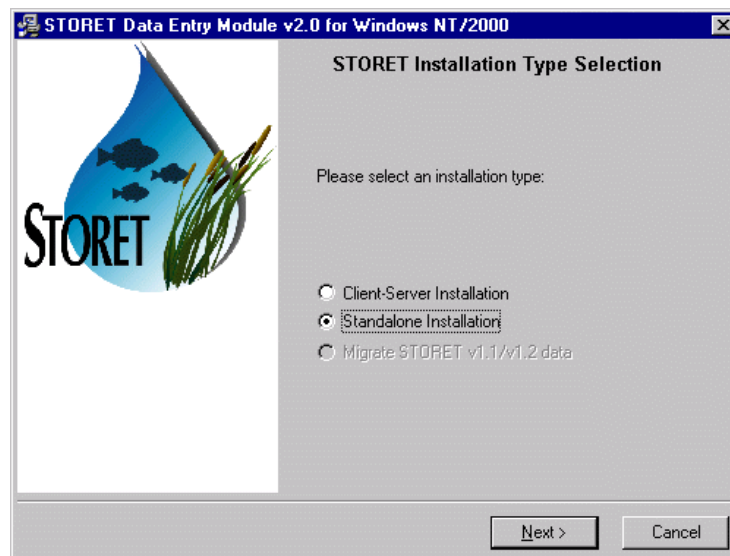 STORET Data Entry Module v2.0 for Windows NT/2000
STORET Installation Type Selection
Please select an installation type:
STORET
Client-Server Installation
Standalone Installation
Migrate STORET v1.1/v1.2 data
Next >
Cancel